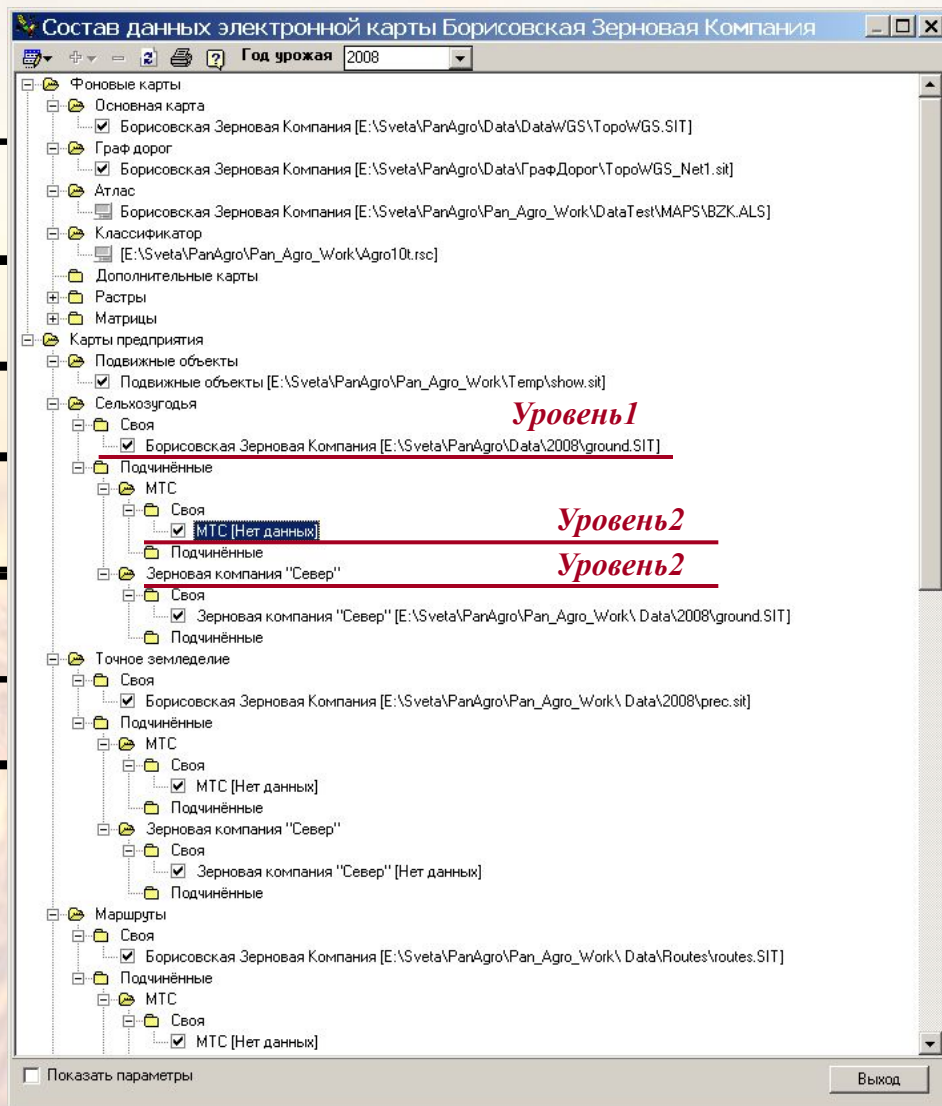 Состав данных электронной карты Борисовская Зерновая Компания
Год урожая 2008
Фоновые карты
Основная карта
Борисовская Зерновая Компания [E:\Sveta\PanAgro\Data\DataWGS\TopoWGS.SIT]
Граф дорог
Борисовская Зерновая Компания [E:\Sveta\PanAgro\Data\ГрафДорог\TopoWGS_Net1.sit]
Атлас
Борисовская Зерновая Компания [E:\Sveta\PanAgro\Pan_Agro_Work\DataTest\MAPS\BZK.ALS]
Классификатор
[E:\Sveta\PanAgro\Pan_Agro_Work\Agro10t.rsc]
Дополнительные карты
Растры
Матрицы
Карты предприятия
Подвижные объекты
Подвижные объекты [E:\Sveta\PanAgro\Pan_Agro_Work\Temp\show.sit]
Сельхозугодья
Уровень1
Своя
Борисовская Зерновая Компания [E:\Sveta\PanAgro\Data\2008\ground.SIT]
Подчинённые
МТС
Своя
МТС [Нет данных]
Уровень2
Подчинённые
Зерновая компания "Север"
Уровень2
Своя
Зерновая компания "Север" [E:\Sveta\PanAgro\Pan_Agro_Work\ Data\2008\ground.SIT]
Подчинённые
Точное земледелие
Своя
Борисовская Зерновая Компания [E:\Sveta\PanAgro\Pan_Agro_Work\ Data\2008\prec.sit]
Подчинённые
МТС
Своя
МТС [Нет данных]
Подчинённые
Зерновая компания "Север"
Своя
Зерновая компания "Север" [Нет данных]
Подчинённые
Маршруты
Своя
Борисовская Зерновая Компания [E:\Sveta\PanAgro\Pan_Agro_Work\ Data\Routes\routes.SIT]
Подчинённые
МТС
Своя
МТС [Нет данных]
Показать параметры
Выход